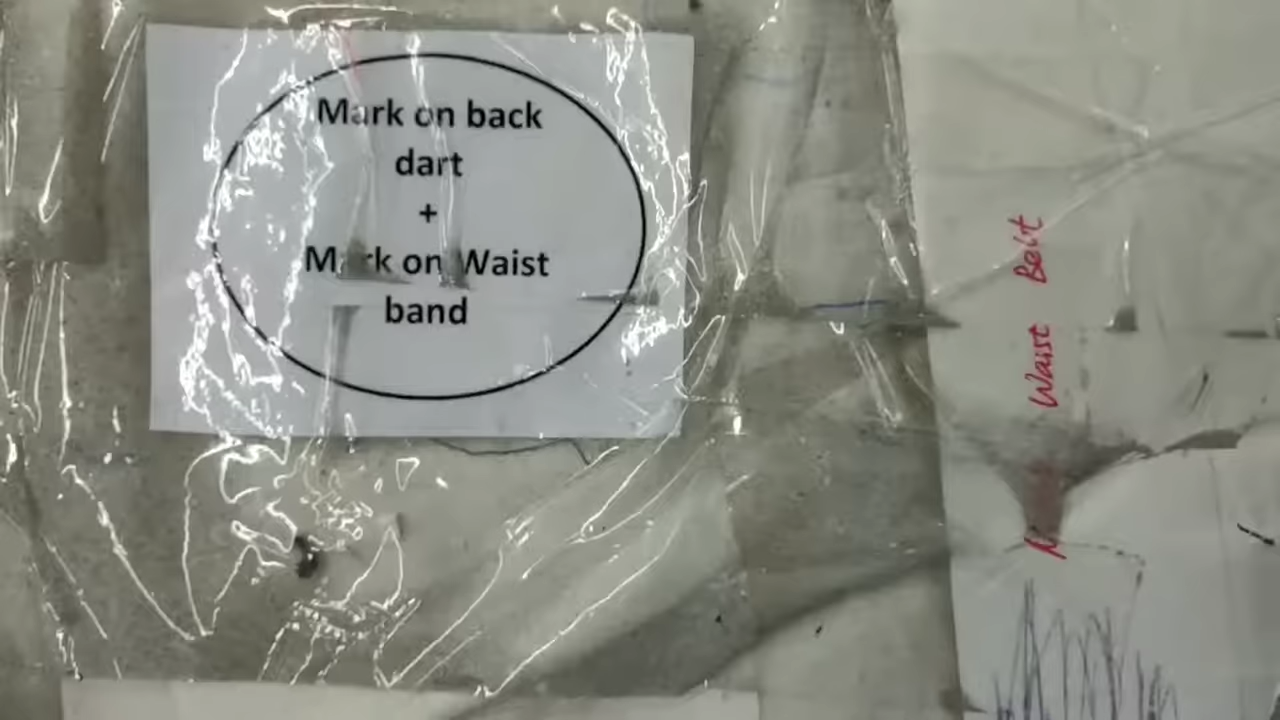 Mark on back
dart
+
Mark on Waist
band
Waist Belt